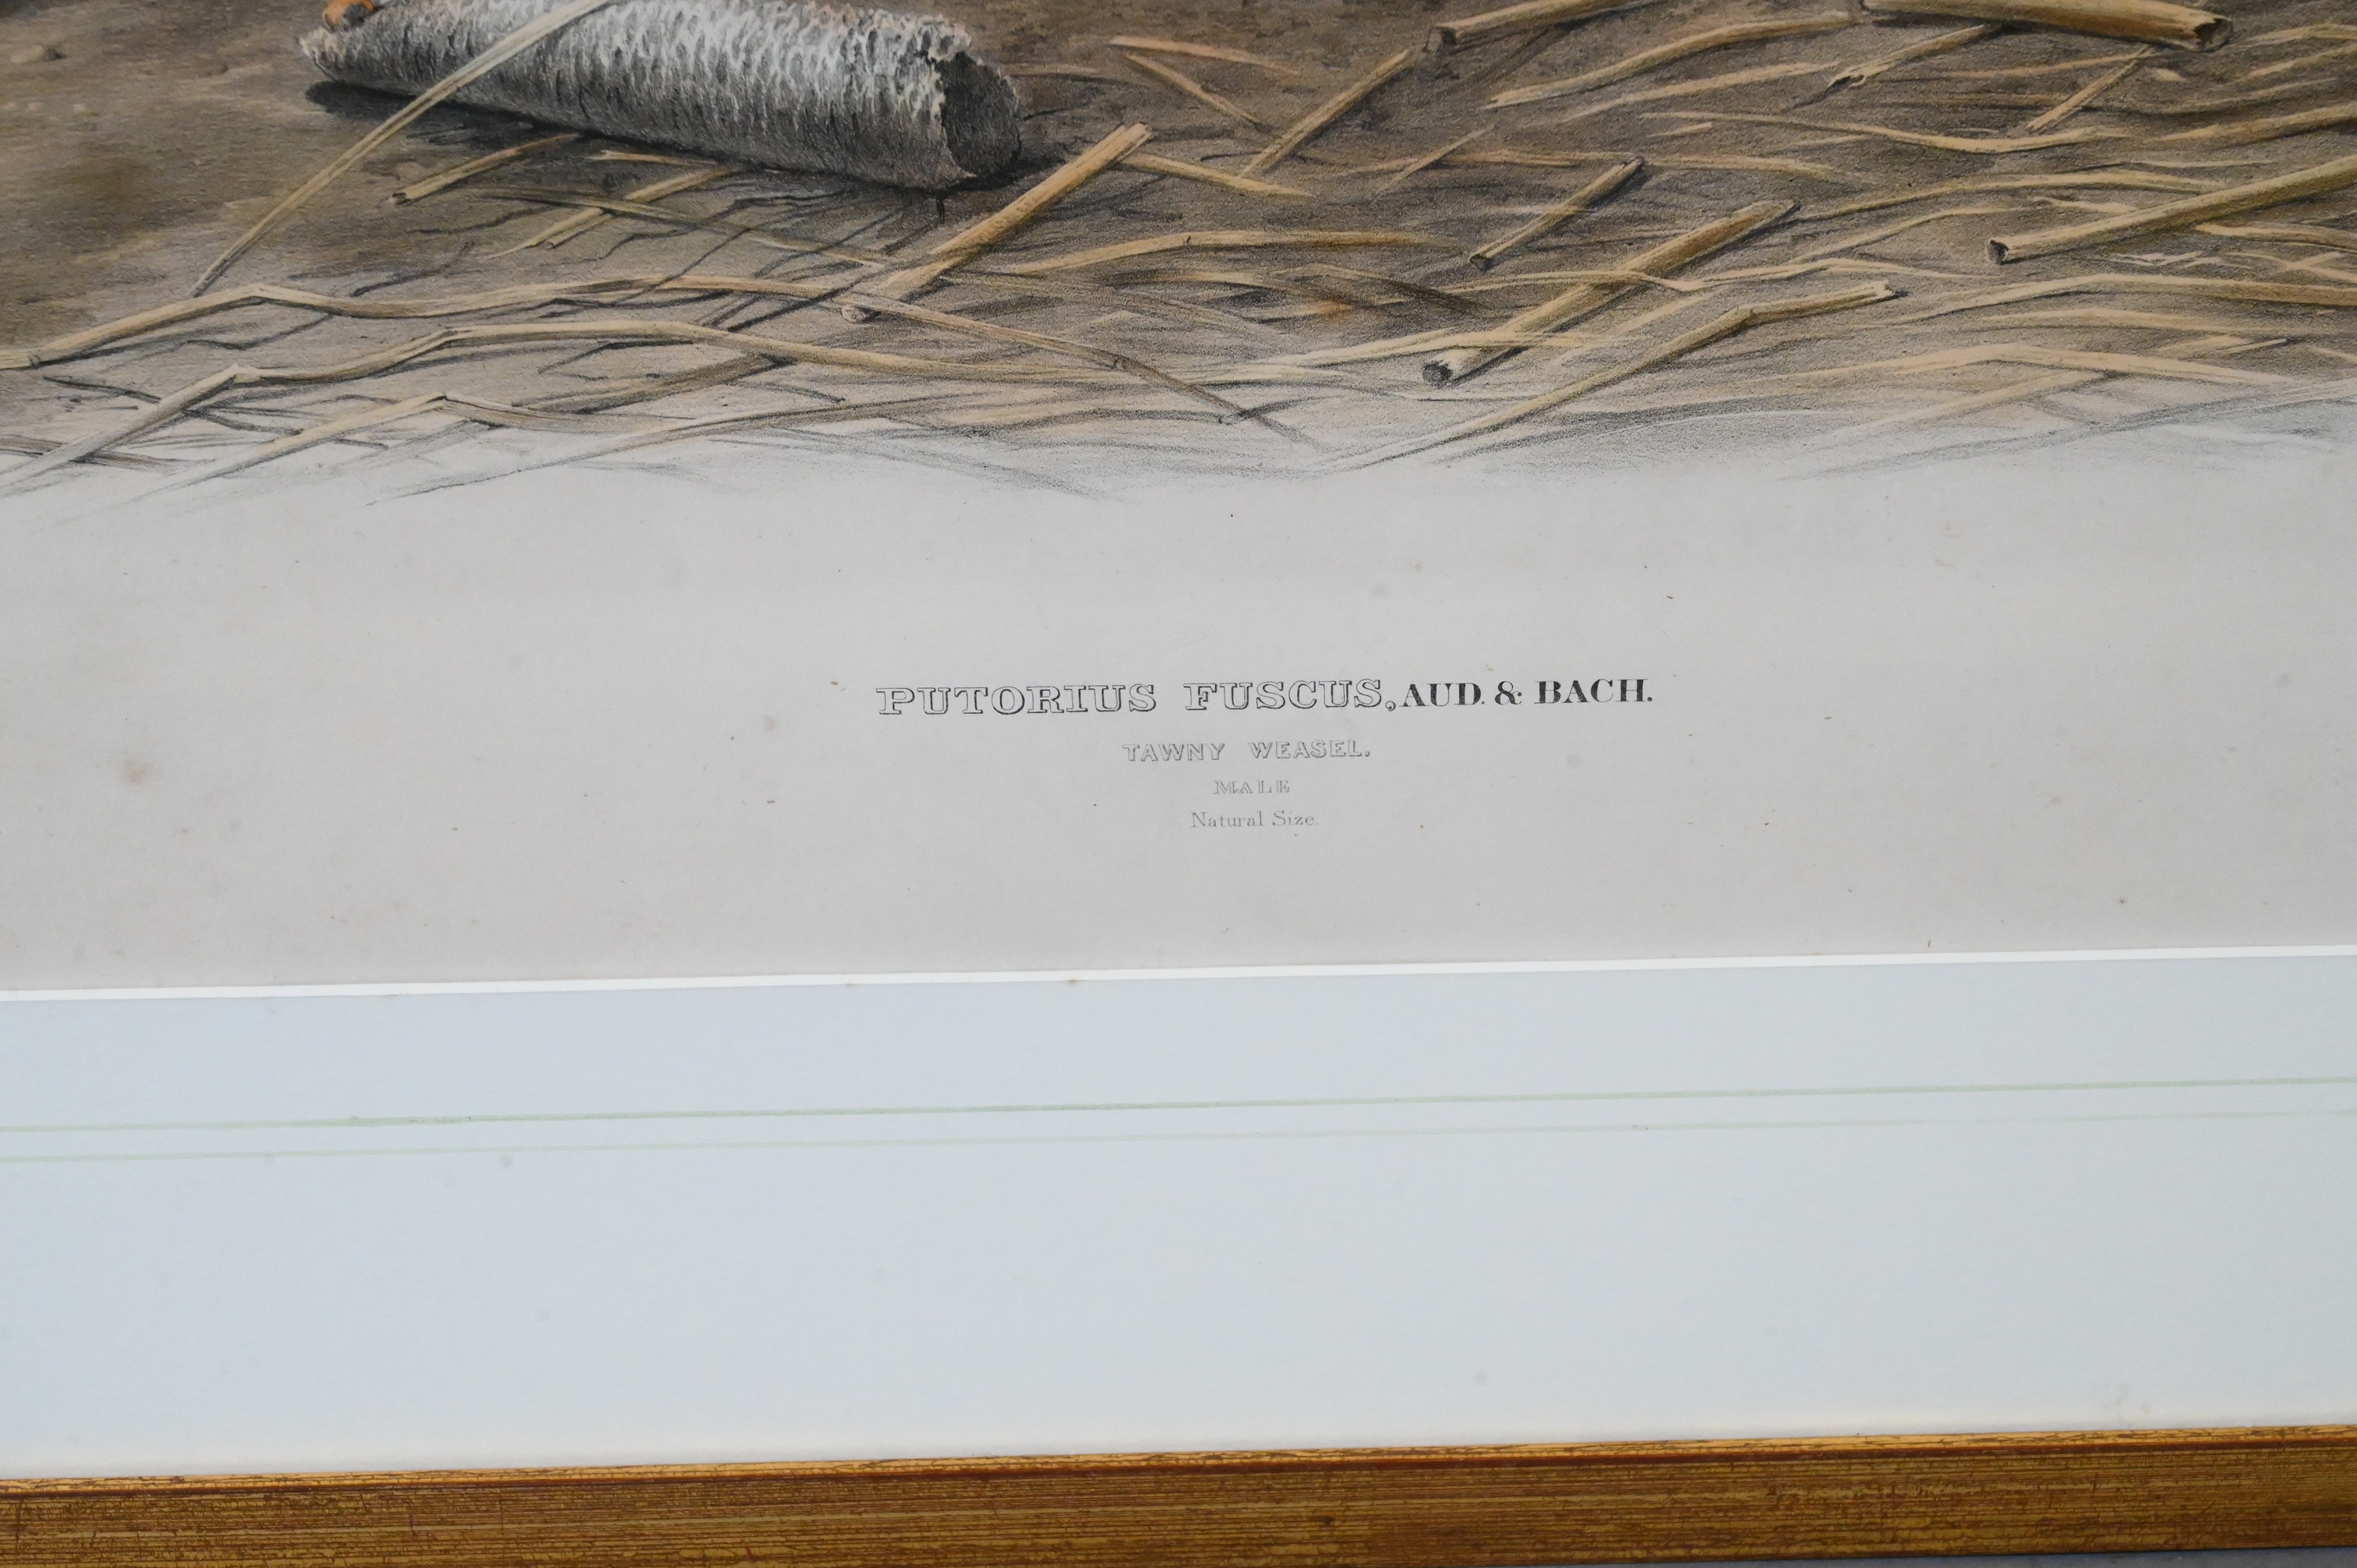 PUTORIUS FUSCUS, AUD. & BACH.
TAWNY WEASEL.
MALE
Natural Size.